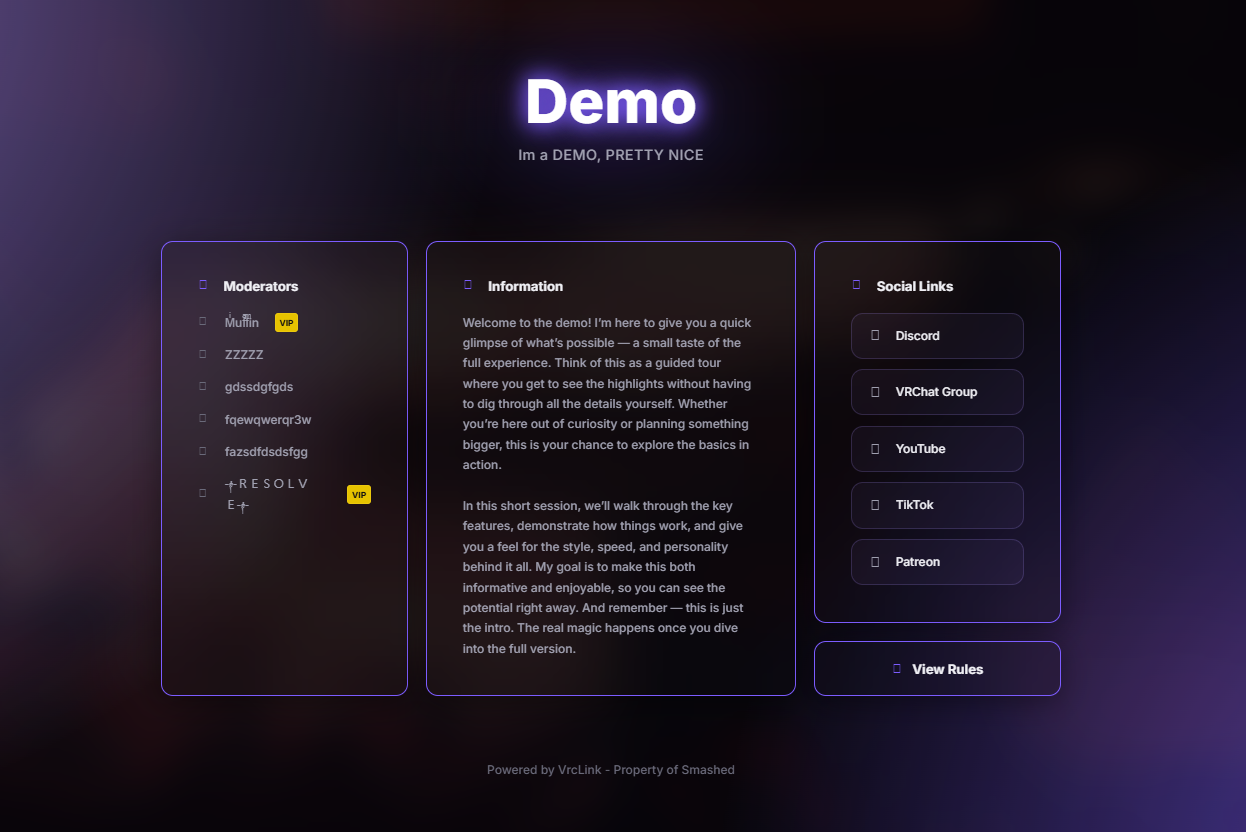 Demo
Im a DEMO, PRETTY NICE
Moderators
Muffin VIP
ZZZZZ
gdssdgfgds
fqewqwerqr3w
fazsdfdsdsfgg
RESOLV VIP
E
Information
Welcome to the demo! I’m here to give you a quick
glimpse of what’s possible — a small taste of the
full experience. Think of this as a guided tour
where you get to see the highlights without having
to dig through all the details yourself. Whether
you’re here out of curiosity or planning something
bigger, this is your chance to explore the basics in
action.
In this short session, we’ll walk through the key
features, demonstrate how things work, and give
you a feel for the style, speed, and personality
behind it all. My goal is to make this both
informative and enjoyable, so you can see the
potential right away. And remember — this is just
the intro. The real magic happens once you dive
into the full version.
Social Links
Discord
VRChat Group
YouTube
TikTok
Patreon
View Rules
Powered by VrcLink - Property of Smashed